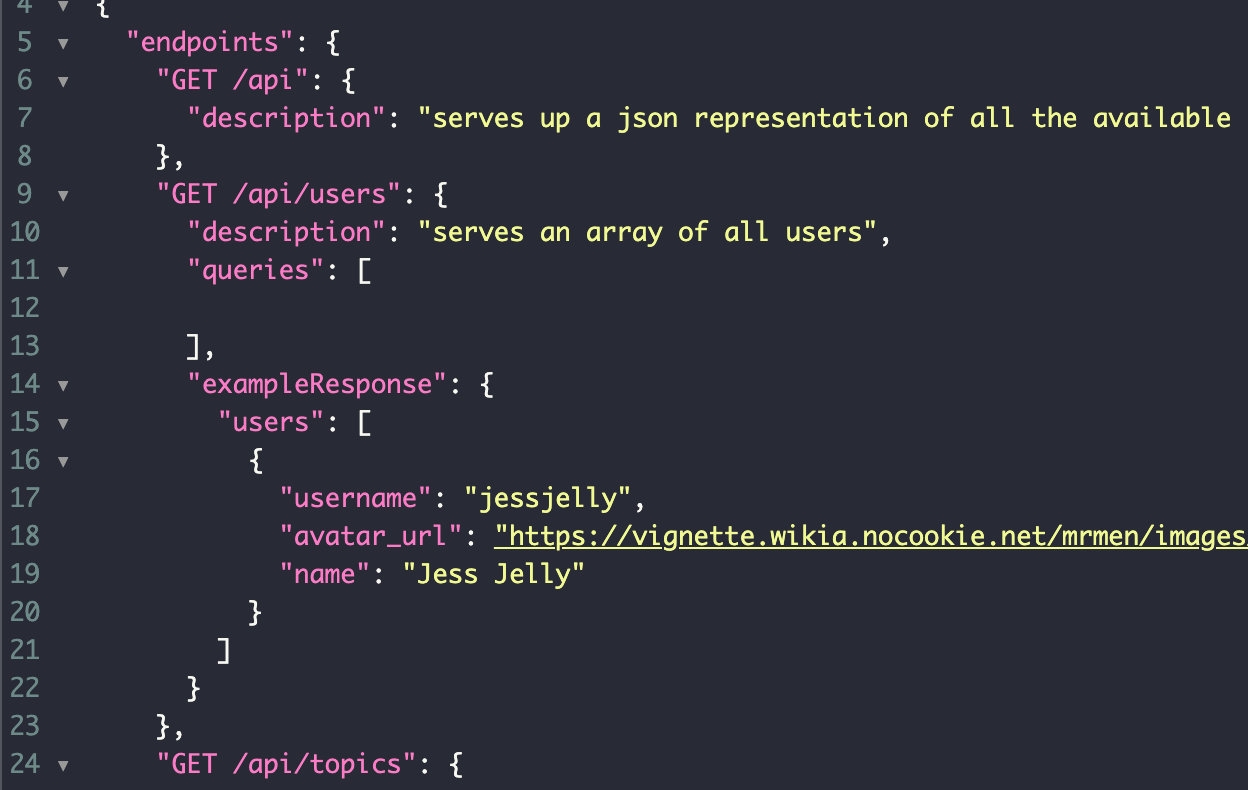 4 ▼ {
5 ▼ "endpoints": {
6 ▼ "GET /api": {
7 "description": "serves up a json representation of all the available
8 },
9 ▼ "GET /api/users": {
10 "description": "serves an array of all users",
11 ▼ "queries": [
12
13 ],
14 ▼ "exampleResponse": {
15 ▼ "users": [
16 ▼ {
17 "username": "jessjelly",
18 "avatar_url": "https://vignette.wikia.nocookie.net/mrmen/images
19 "name": "Jess Jelly"
20 }
21 ]
22 }
23 },
24 ▼ "GET /api/topics": {